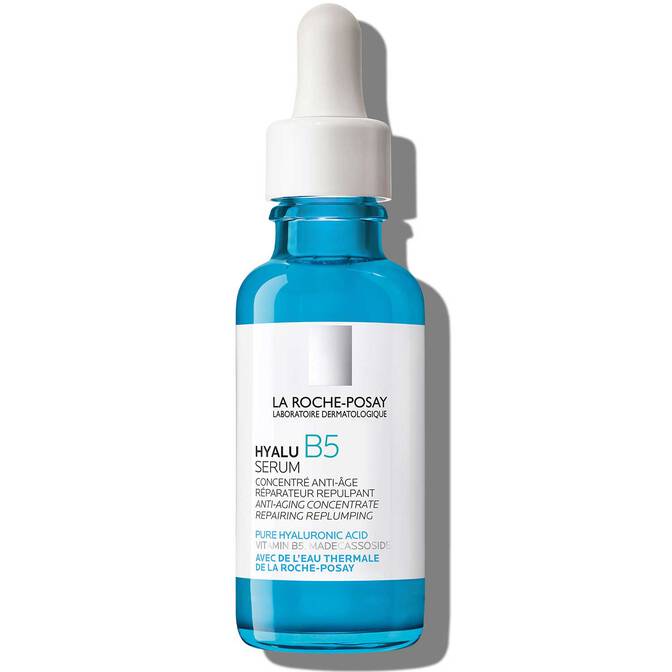 LA ROCHE-POSAY
LABORATOIRE DERMATOLOGIQUE
HYALU B5
SERUM
CONCENTRÉ ANTI-ÂGE
RÉPARATEUR REPULPANT
ANTI-AGING CONCENTRATE
REPAIRING REPLUMPING
PURE HYALURONIC ACID
VITAMIN B5. MADECASSOSIDE
AVEC DE L'EAU THERMALE
DE LA ROCHE-POSAY